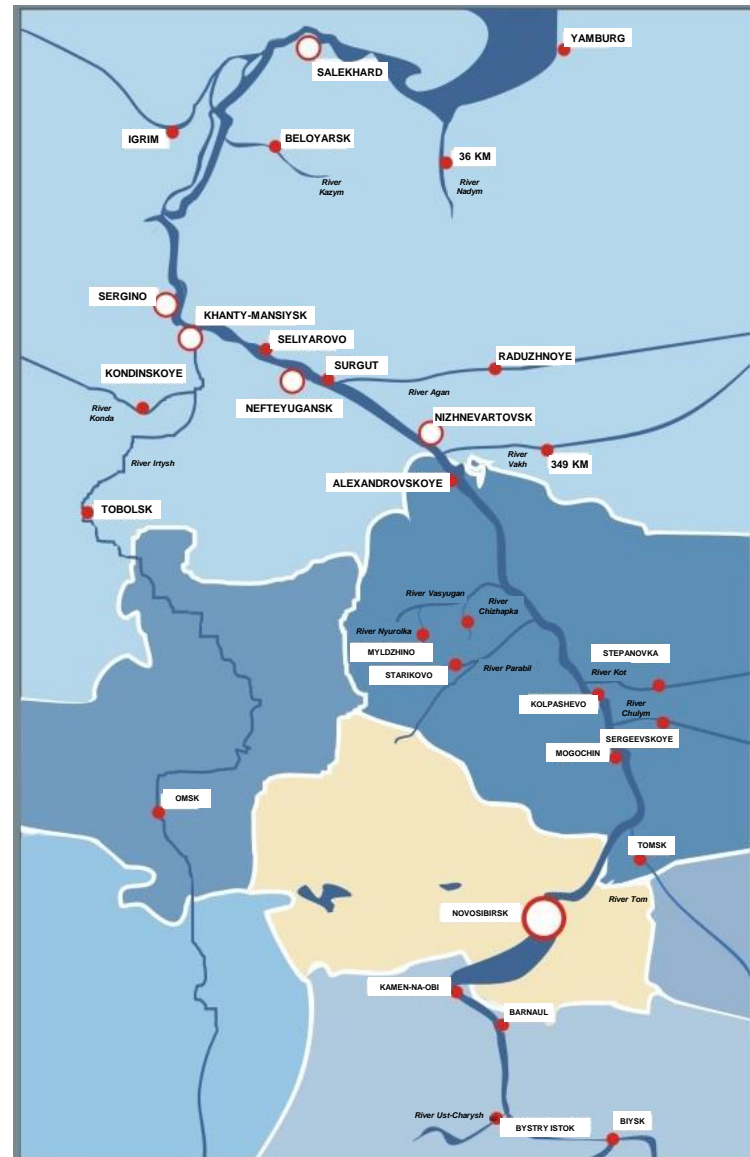 YAMBURG
SALEKHARD
IGRIM
BELOYARSK
36 KM
River
Kazym
River
Nadym
SERGINO
KHANTY-MANSIYSK
SELIYAROVO
KONDINSKOYE
SURGUT
RADUZHNOYE
River Agan
NEFTEYUGANSK
River
Konda
NIZHNEVARTOVSK
River Irtysh
River
Vakh
349 KM
ALEXANDROVSKOYE
TOBOLSK
River Vasyugan
River
Chizhapka
River Nyurolka
MYLDZHINO
STEPANOVKA
STARIKOVO
River Parabil
River Kot
KOLPASHEVO
River
Chulym
SERGEEVSKOYE
MOGOCHIN
OMSK
TOMSK
River Tom
NOVOSIBIRSK
KAMEN-NA-OBI
BARNAUL
River Ust-Charysh
BYSTRY ISTOK
BIYSK